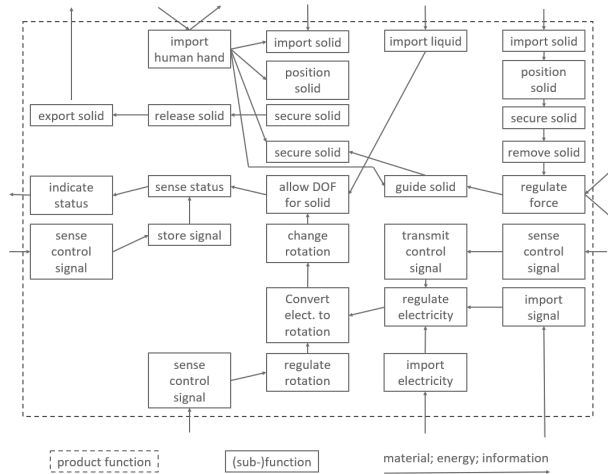 import
human hand
import solid
import liquid
import solid
position
solid
position
solid
export solid
release solid
secure solid
secure solid
secure solid
remove solid
indicate
status
sense status
allow DOF
for solid
guide solid
regulate
force
sense
control
signal
store signal
change
rotation
transmit
control
signal
sense
control
signal
Convert
elect. to
rotation
regulate
electricity
import
signal
sense
control
signal
regulate
rotation
import
electricity
product function
(sub-)function
material; energy; information